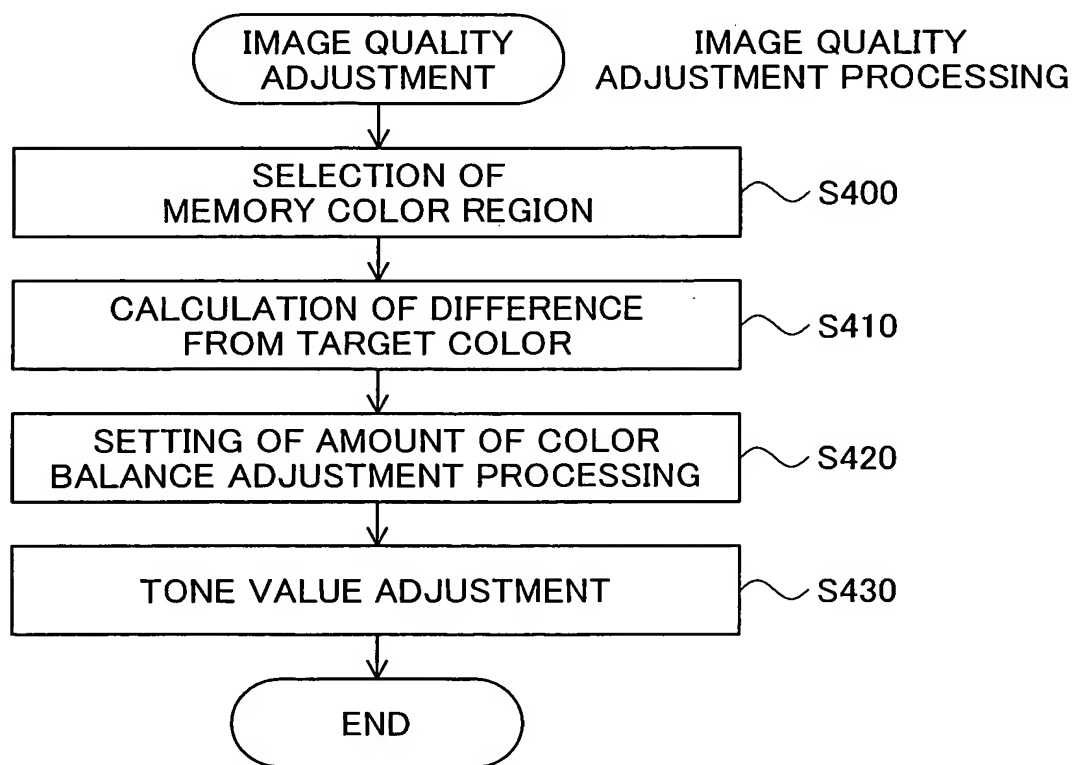 IMAGE QUALITY
ADJUSTMENT
IMAGE QUALITY
ADJUSTMENT PROCESSING
SELECTION OF
MEMORY COLOR REGION
S400
CALCULATION OF DIFFERENCE
FROM TARGET COLOR
S410
SETTING OF AMOUNT OF COLOR
BALANCE ADJUSTMENT PROCESSING
S420
TONE VALUE ADJUSTMENT
S430
END